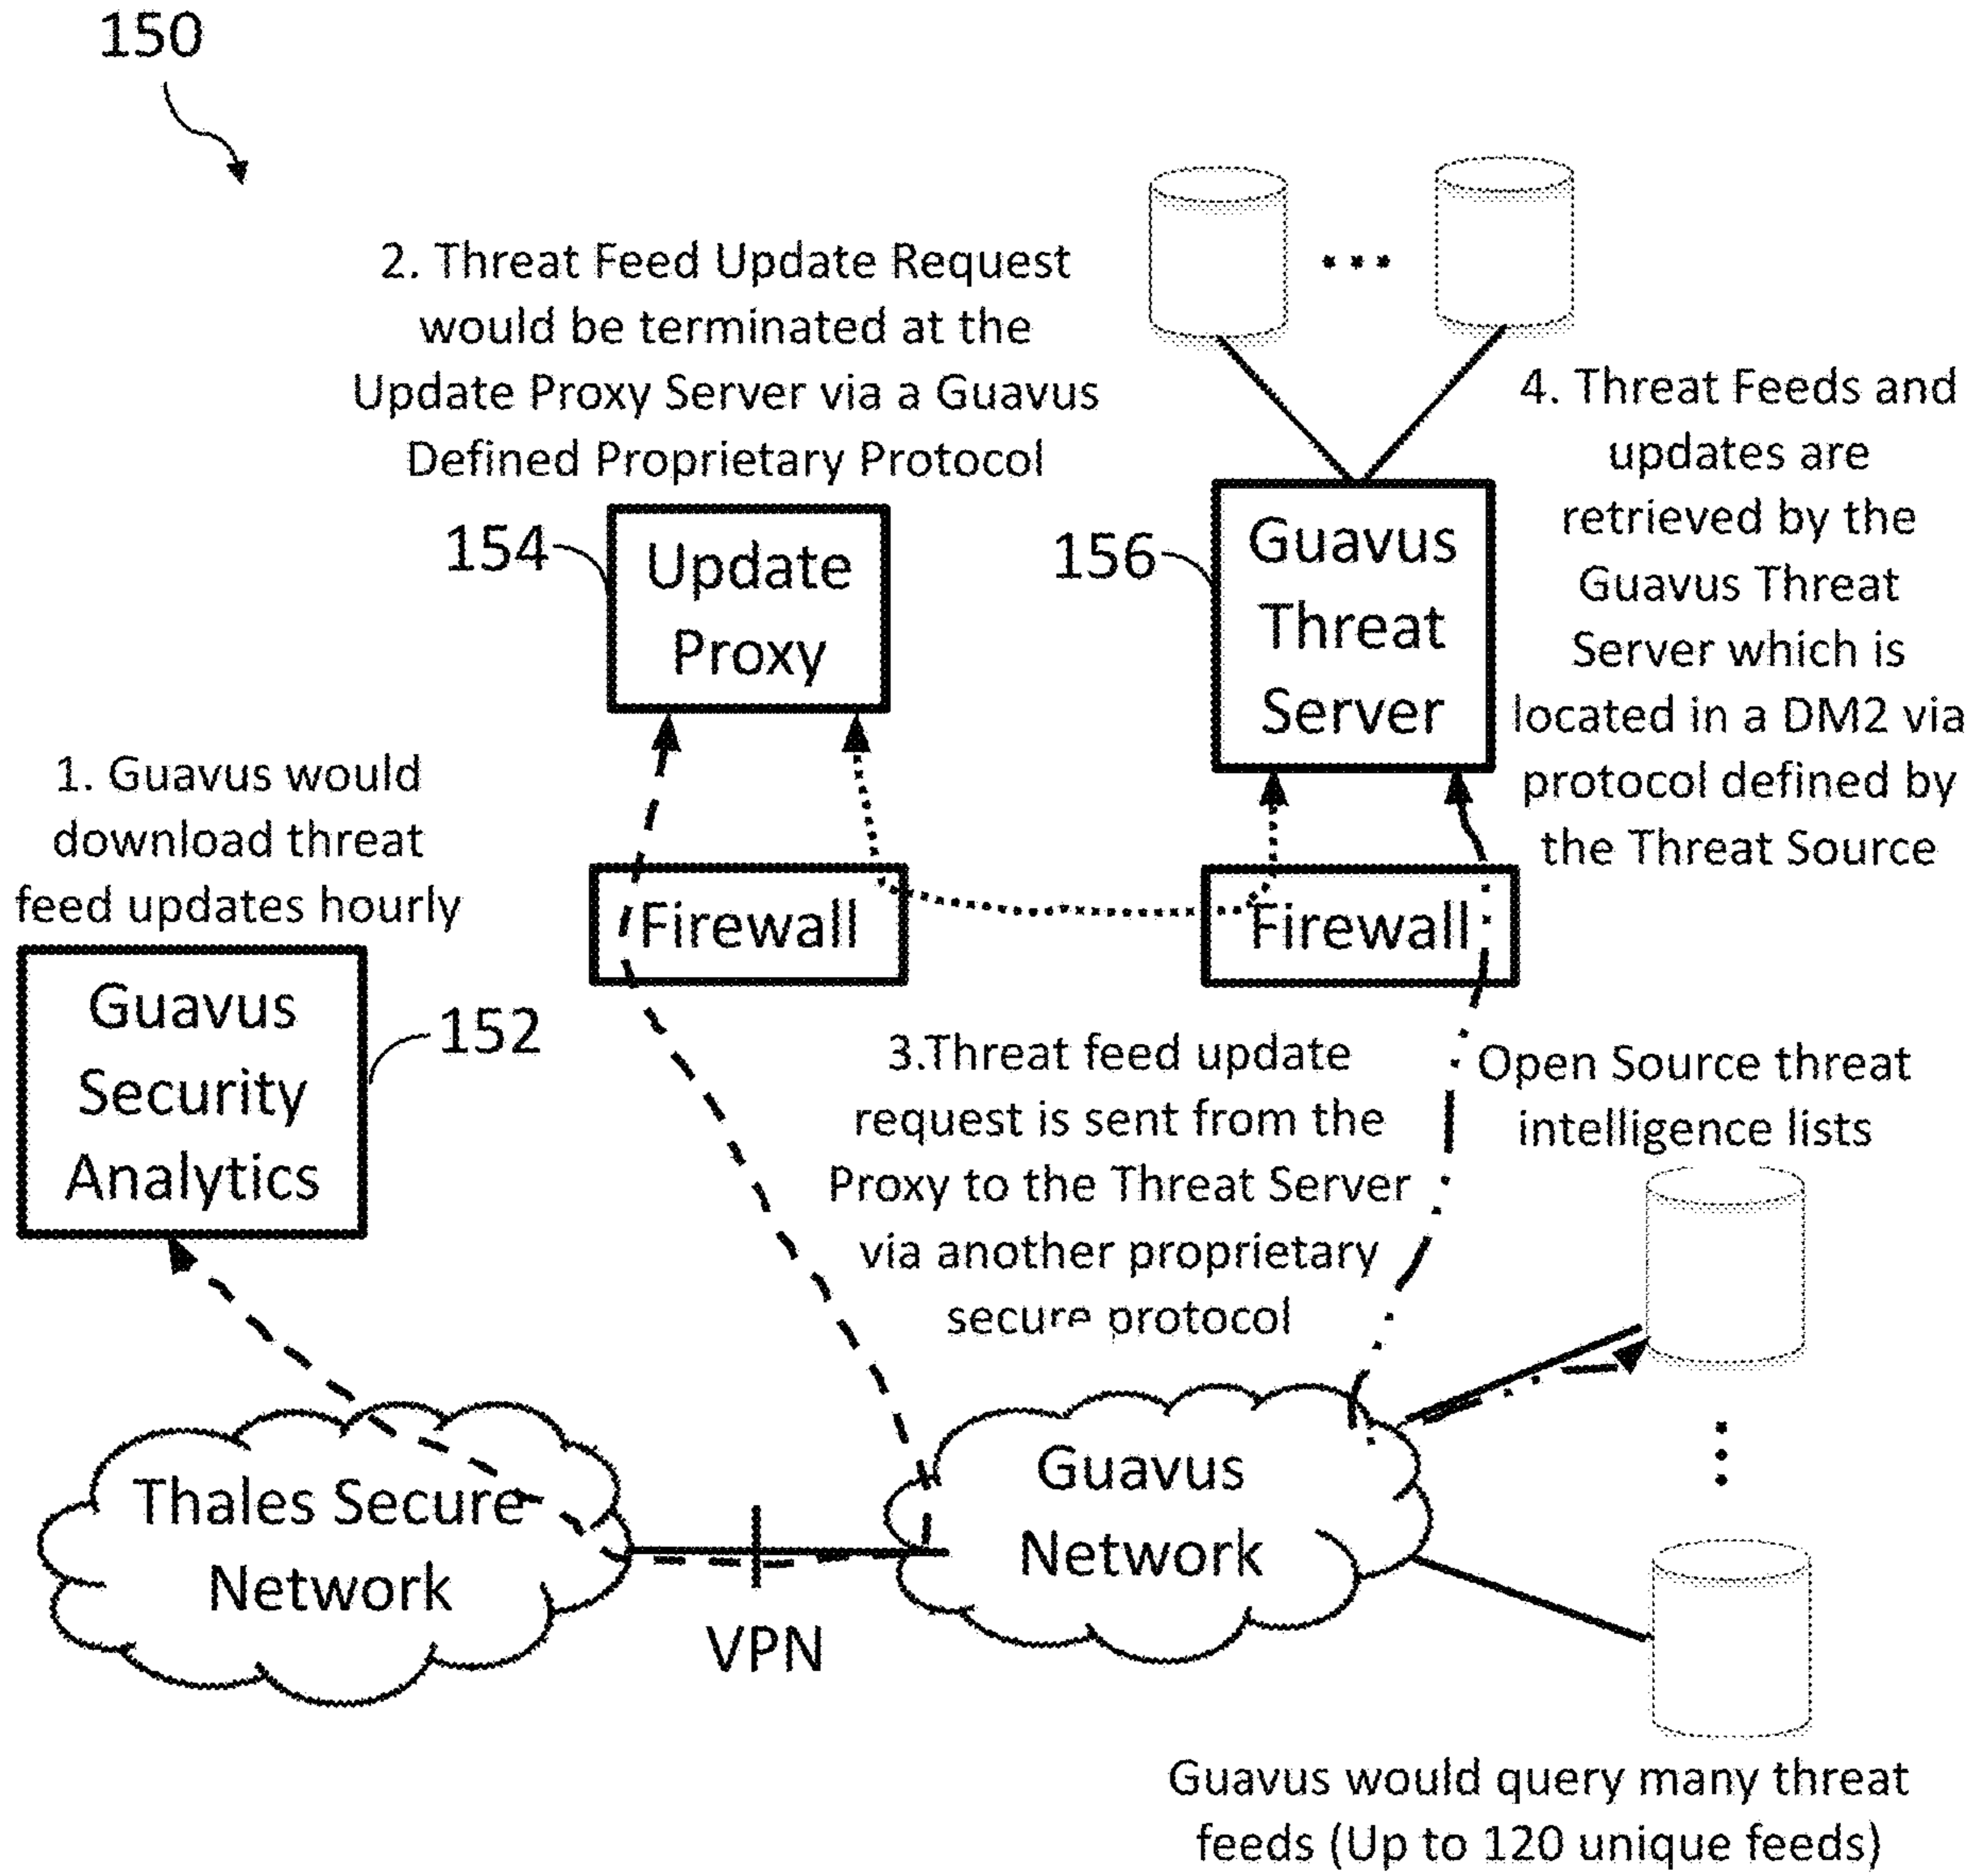 150
2. Threat Feed Update Request
would be terminated at the
Update Proxy Server via a Guavus
Defined Proprietary Protocol
4. Threat Feeds and
updates are
retrieved by the
Guavus Threat
Server which is
located in a DM2 via
protocol defined by
the Threat Source
154
Update
Proxy
156
Guavus
Threat
Server
1. Guavus would
download threat
feed updates hourly
Firewall
Firewall
Guavus
Security
Analytics
152
3.Threat feed update
request is sent from the
Proxy to the Threat Server
via another proprietary
secure protocol
Open Source threat
intelligence lists
Thales Secure
Network
VPN
Guavus
Network
Guavus would query many threat
feeds (Up to 120 unique feeds)